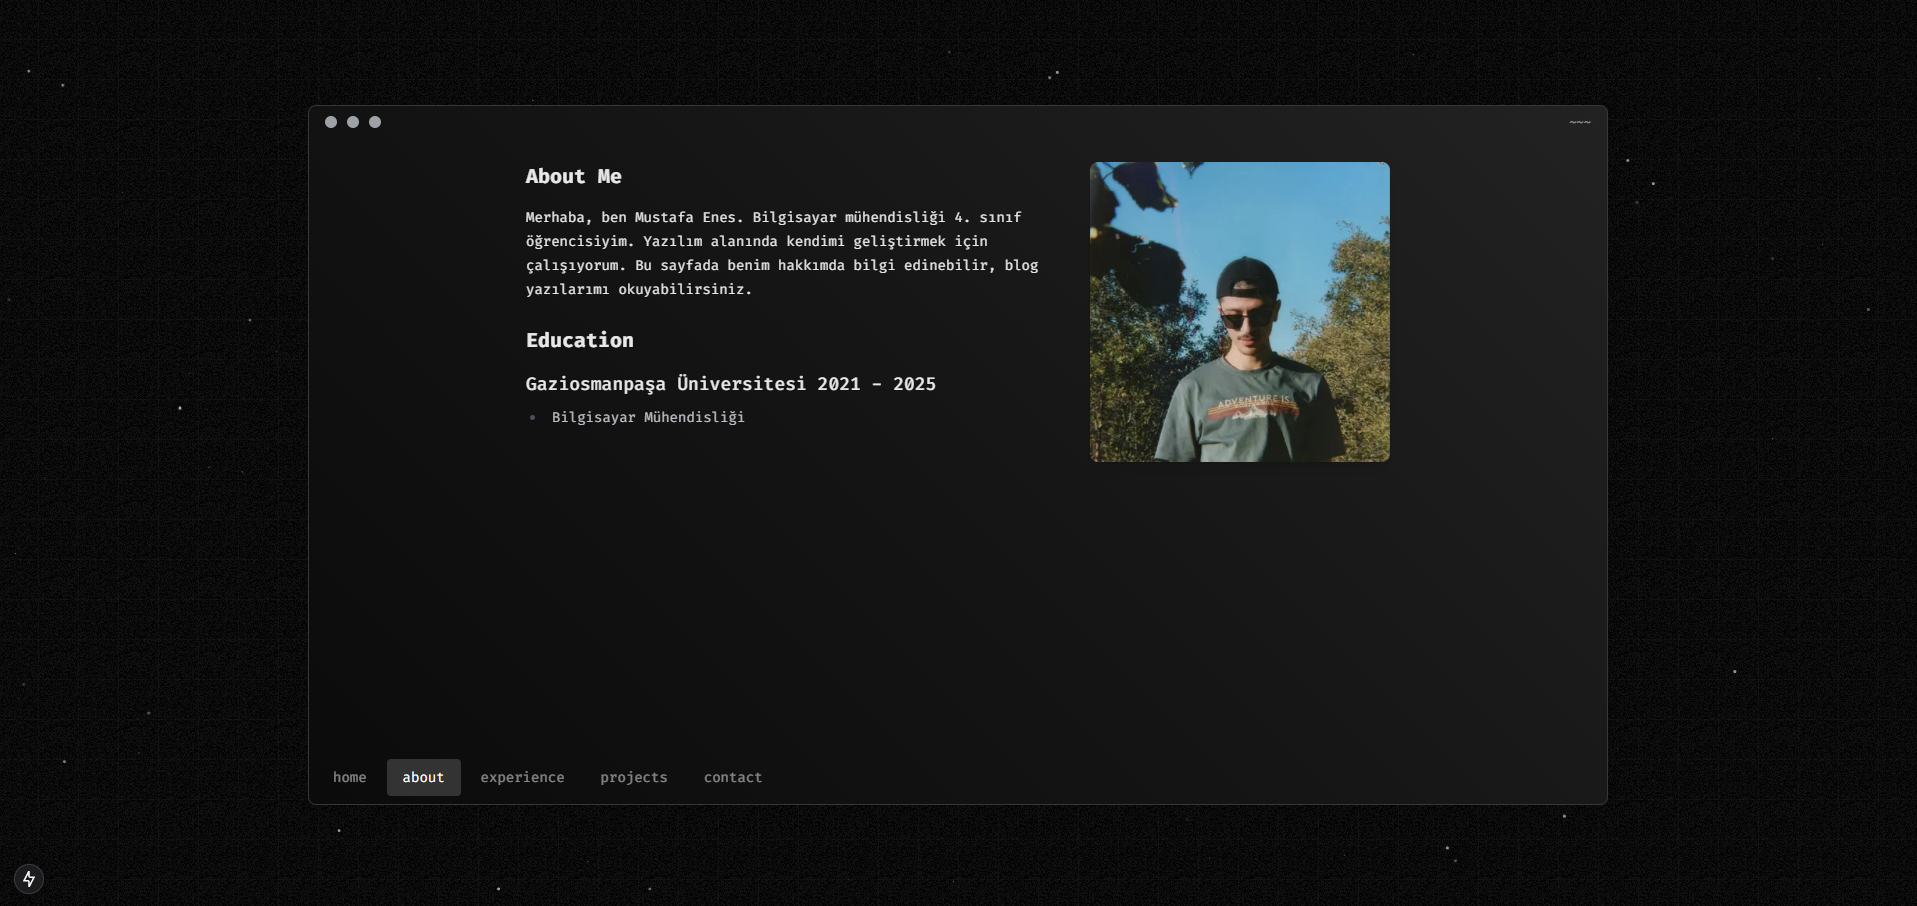 ~~~
About Me
Merhaba, ben Mustafa Enes. Bilgisayar mühendisliği 4. sınıf
öğrencisiyim. Yazılım alanında kendimi geliştirmek için
çalışıyorum. Bu sayfada benim hakkımda bilgi edinebilir, blog
yazılarımı okuyabilirsiniz.
Education
Gaziosmanpaşa Üniversitesi 2021 - 2025
Bilgisayar Mühendisliği
ADVENTURE IS
home about experience projects contact